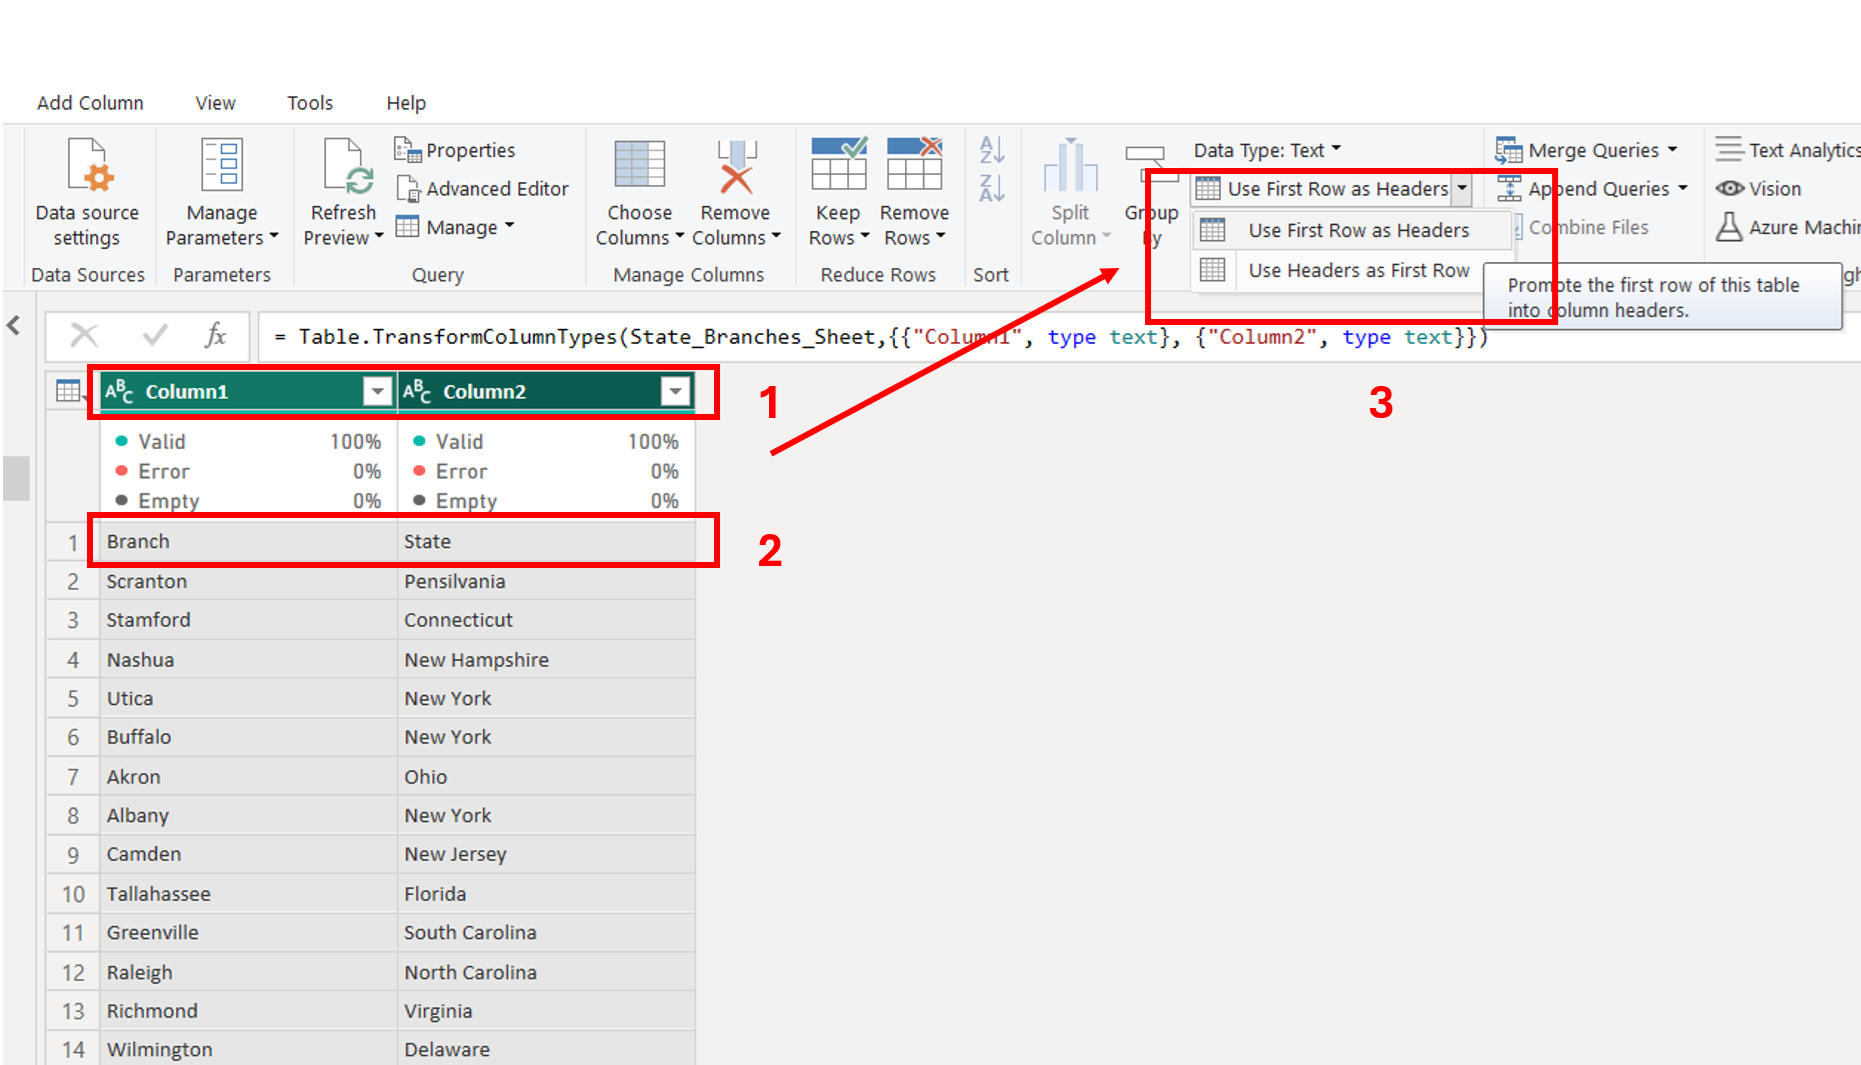 Add Column View Tools Help
Data source settings
Manage Parameters
Refresh Preview
Properties
Advanced Editor
Manage
Choose Columns
Remove Columns
Keep Rows
Remove Rows
Split Column
Group By
Data Type: Text
Use First Row as Headers
Use First Row as Headers
Use Headers as First Row
Merge Queries
Append Queries
Combine Files
Text Analytics
Vision
Azure Machin
Data Sources Parameters Query Manage Columns Reduce Rows Sort
Promote the first row of this table
into column headers.
fx = Table.TransformColumnTypes(State_Branches_Sheet,{{"Column1", type text}, {"Column2", type text}})
ABC Column1 ABC Column2 1
3
Valid 100% Valid 100%
Error 0% Error 0%
Empty 0% Empty 0%
1 Branch State 2
2 Scranton Pensilvania
3 Stamford Connecticut
4 Nashua New Hampshire
5 Utica New York
6 Buffalo New York
7 Akron Ohio
8 Albany New York
9 Camden New Jersey
10 Tallahassee Florida
11 Greenville South Carolina
12 Raleigh North Carolina
13 Richmond Virginia
14 Wilmington Delaware